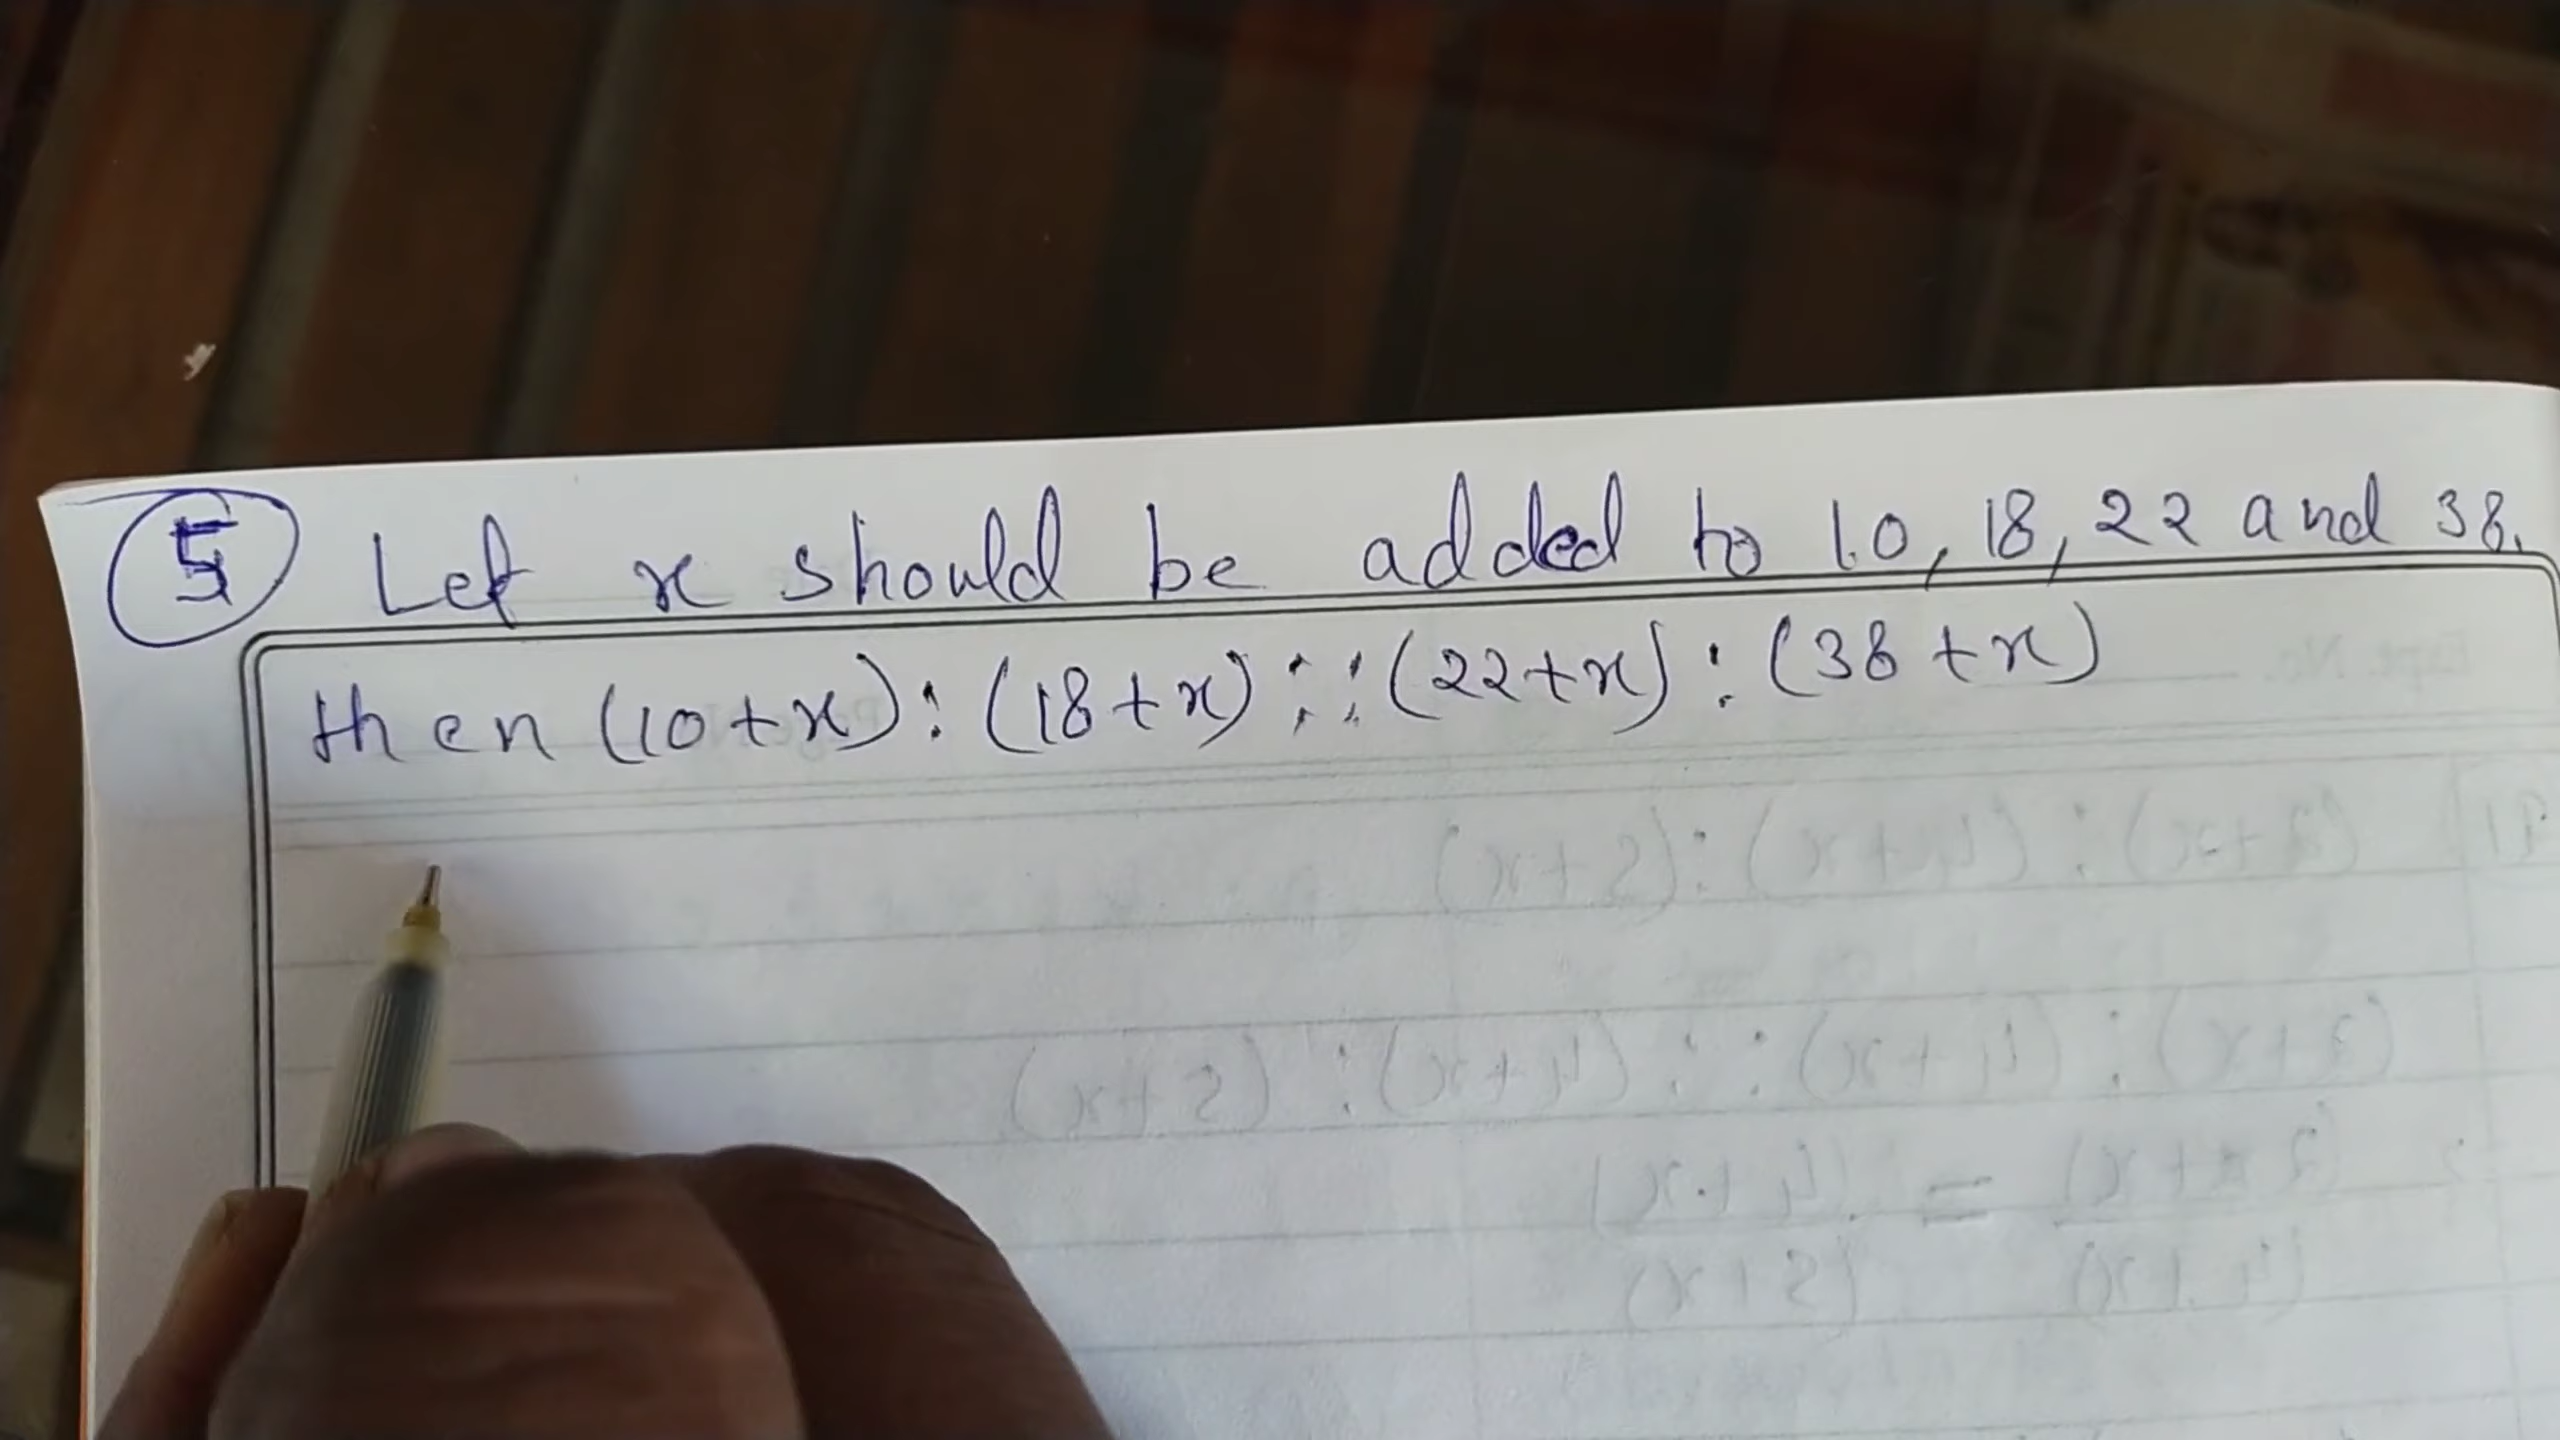 5 Let x should be added to 10, 18, 22 and 38.
then (10+x) : (18+x) :: (22+x) : (38+x)